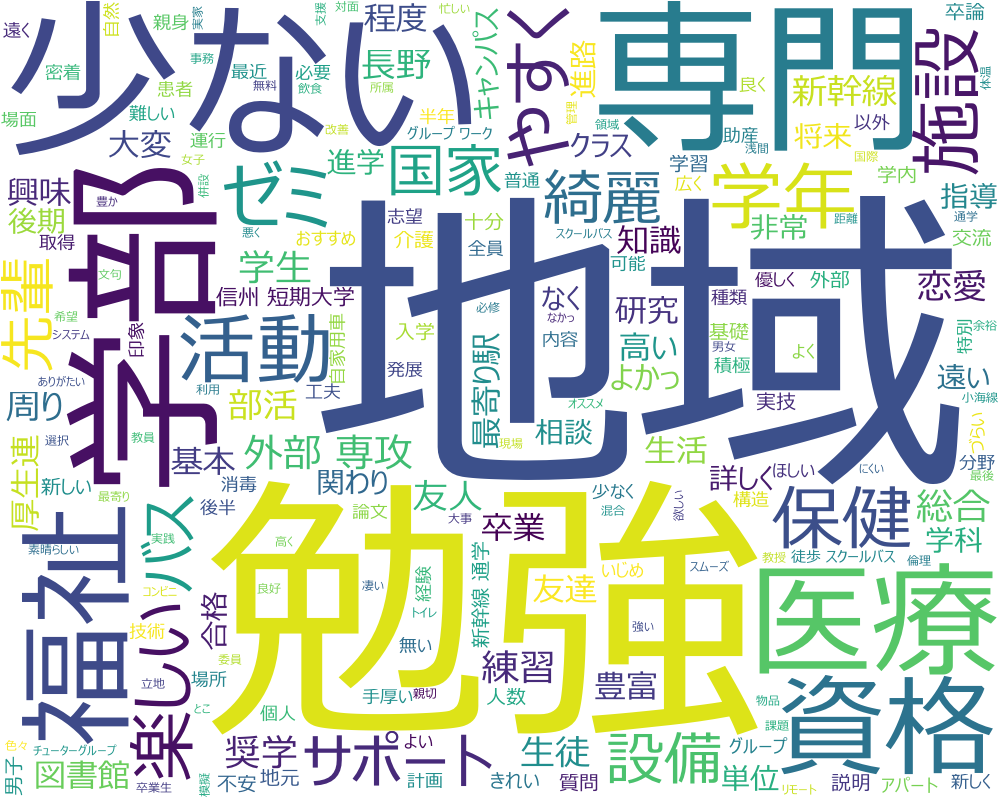 遠く
少ない
実家
自然
親身
支援
対面
忙しい
程度
キャンパス
やすく
専門
卒論
施設
密着
患者
事務
最近
無料
必要
飲食
長野
所属
進路
新幹線
良く
体温
場面
難しい
大変
運行
改善
グループ ワーク
クラス
管理
領域
助産
浅間
将来
以外
興味
後期
取得
学部
女子
豊か
併設
悪く
進学
ゼミ
国家
志望
おすすめ
介護
普通
十分
全員
綺麗
スクールバス
学習
広く
学年
国際
学内
指導
非常
距離
通学
交流
知識
可能
種類
優しく
外部
恋愛
先輩
文句
希望
システム
印象
学生
信州 短期大学
自家用車
入学
必修
なく
なかっ
研究
内容
基礎
男女
積極
よく
特別
余裕
小海線
ありがたい
活動
利用
発展
工夫
地域
最寄り駅
高い
よかっ
オススメ
実技
遠い
周り
選択
教員
部活
外部 専攻
現場
相談
生活
づらい
分野
最後
厚生連
新しい
最寄り
基本
消毒
関わり
友人
少なく
混合
欲しい
詳しく
ほしい
にくい
構造
保健
総合
学科
福祉
素晴らしい
実践
バス
後半
論文
大事
卒業
勉強
高く
コンビニ
楽しい
合格
技術
良好
凄い
トイレ
経験
新幹線 通学
友達
いじめ
スムーズ
教授
徒歩 スクールバス
倫理
医療
委員
立地
場所
無い
強い
練習
豊富
とこ
個人
手厚い
親切
人数
物品
資格
色々
男子
チューターグループ
図書館
卒業生
模擬
奨学
不安
地元
サポート
よい
計画
きれい
生徒
質問
設備
グループ
課題
単位
リモート
説明
アパート
新しく